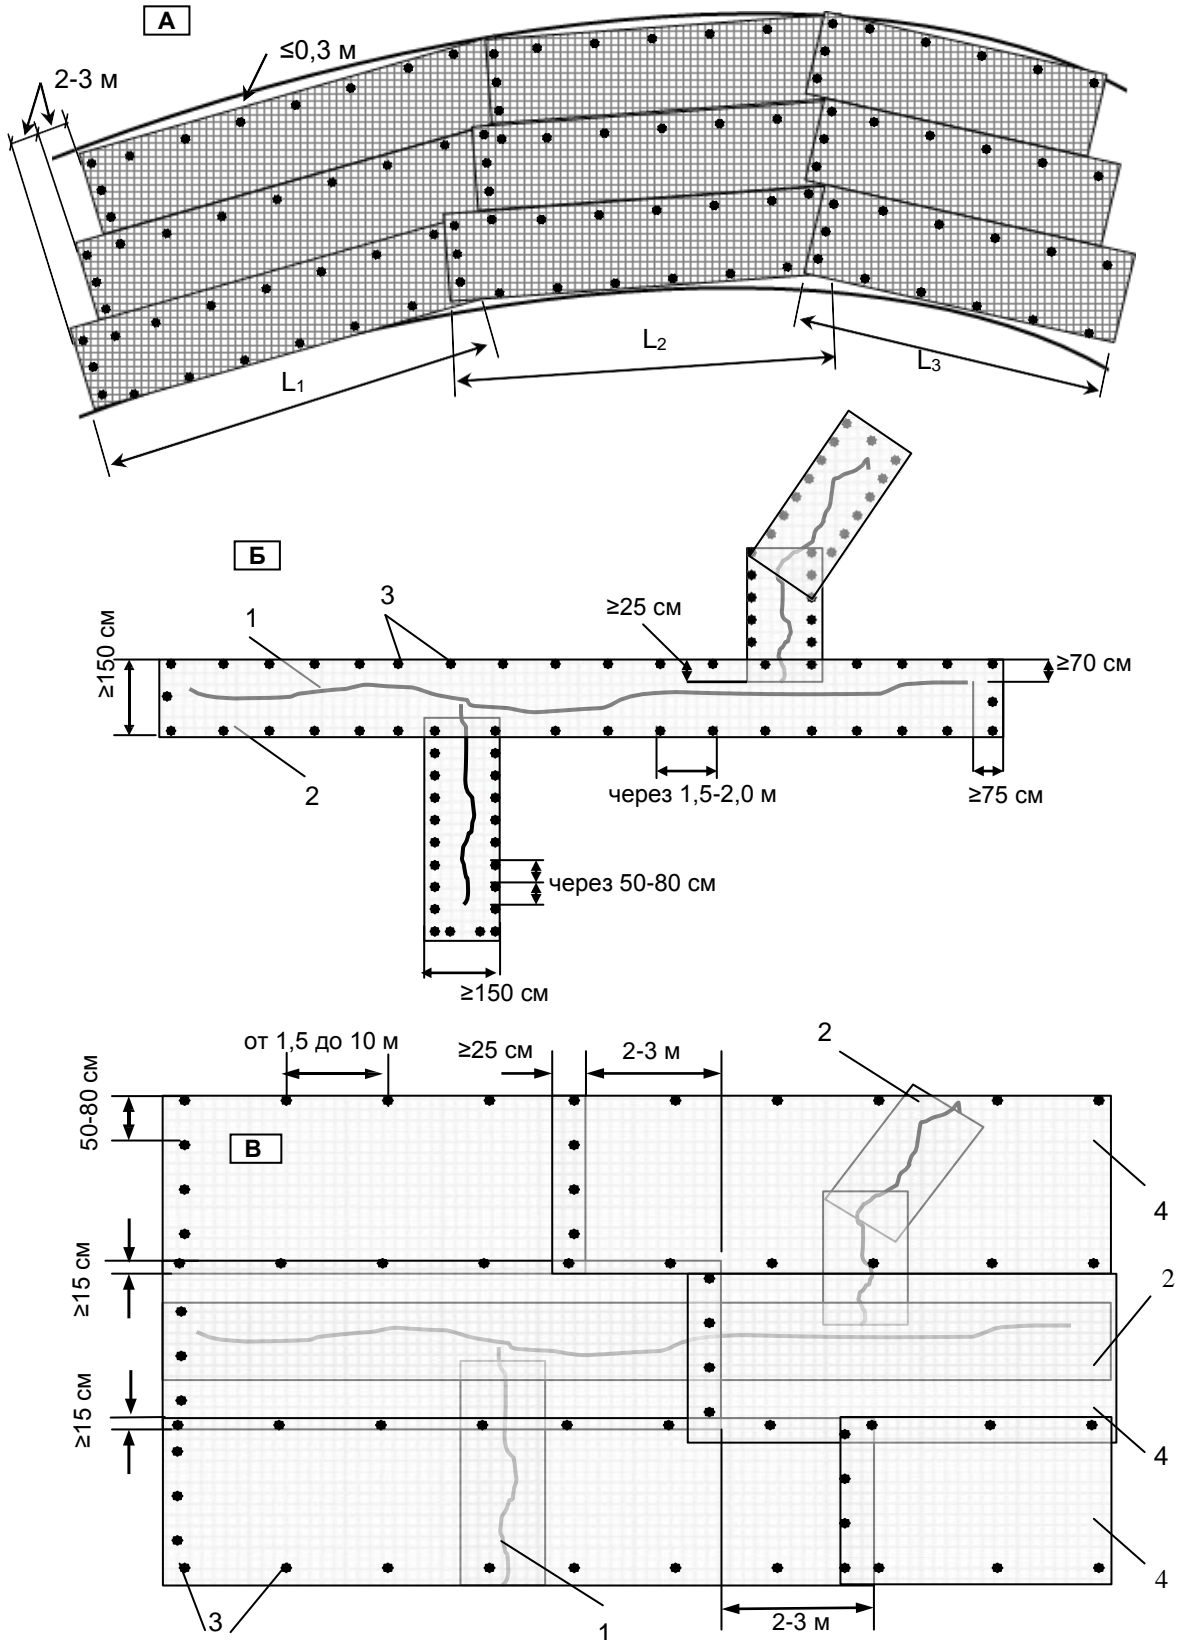 А
≤0,3 м
2-3 м
L1
L2
L3
Б
1
3
≥25 см
≥150 см
≥70 см
2
через 1,5-2,0 м
≥75 см
через 50-80 см
≥150 см
2
от 1,5 до 10 м
≥25 см
2-3 м
50-80 см
В
4
≥15 см
2
≥15 см
4
4
3
1
2-3 м